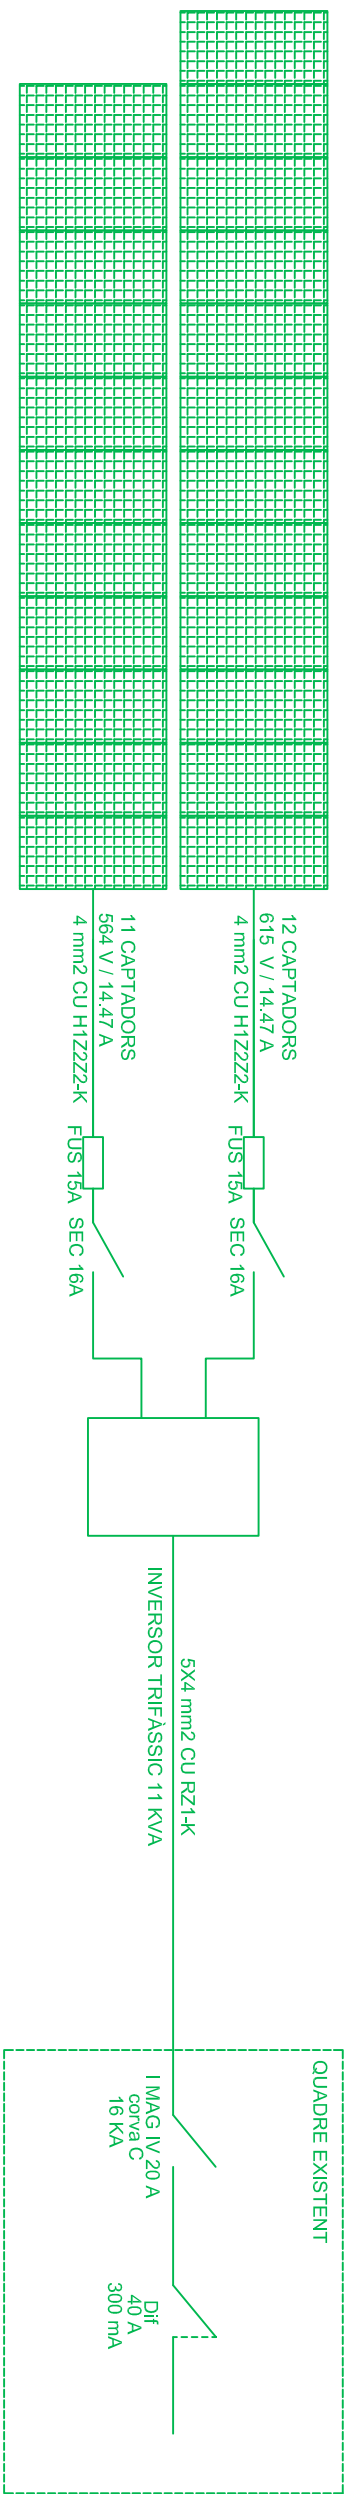 12 CAPTADORS
615 V / 14.47 A
4 mm2 CU H1Z2Z2-K
FUS 15A
SEC 16A
11 CAPTADORS
564 V / 14.47 A
4 mm2 CU H1Z2Z2-K
FUS 15A
SEC 16A
5X4 mm2 CU RZ1-K
INVERSOR TRIFÀSSIC 11 KVA
QUADRE EXISTENT
I MAG IV 20 A
corva C
16 KA
Dif
40 A
300 mA